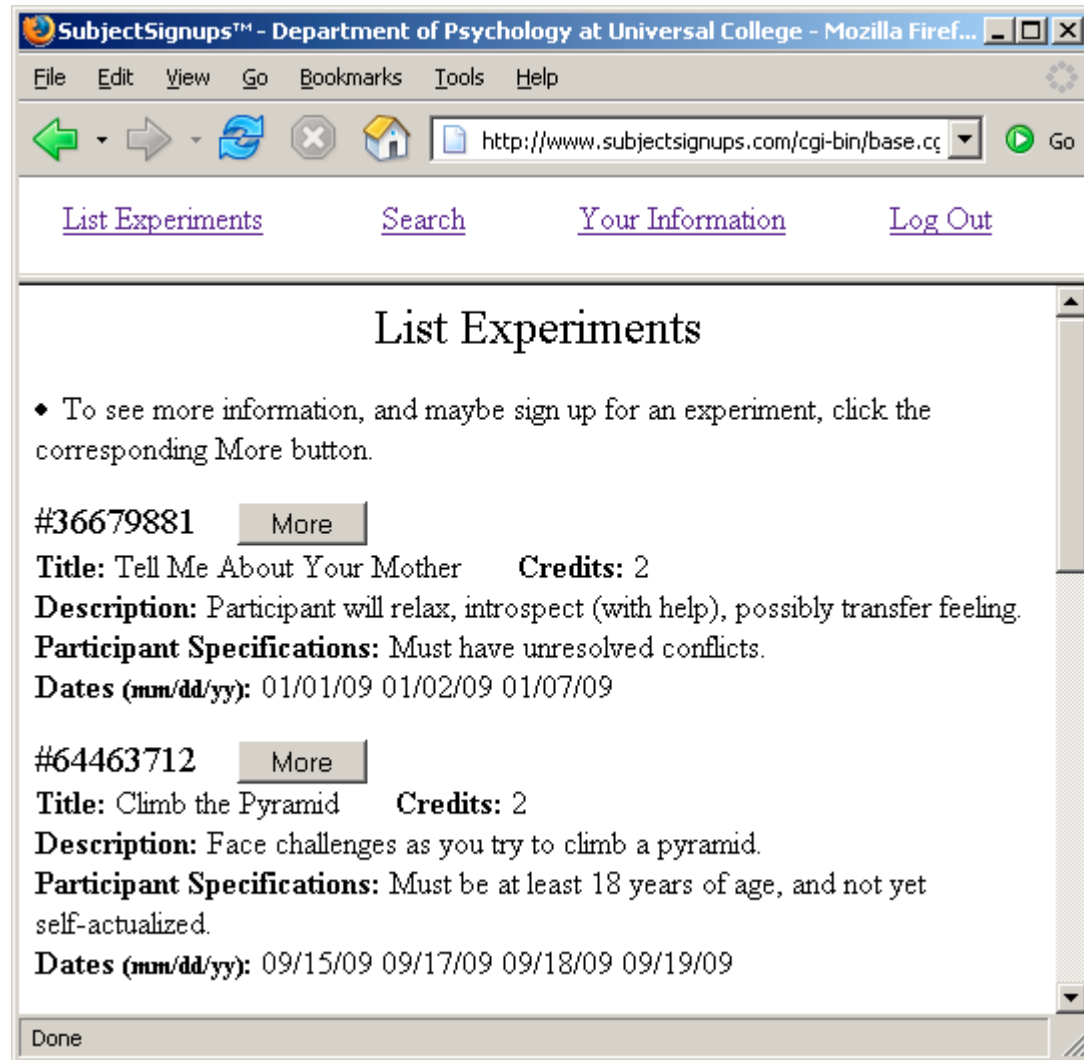 SubjectSignups™ - Department of Psychology at Universal College - Mozilla Firef...
File Edit View Go Bookmarks Tools Help
http://www.subjectsignups.com/cgi-bin/base.cg Go
List Experiments Search Your Information Log Out
List Experiments
• To see more information, and maybe sign up for an experiment, click the
corresponding More button.
#36679881 More
Title: Tell Me About Your Mother Credits: 2
Description: Participant will relax, introspect (with help), possibly transfer feeling.
Participant Specifications: Must have unresolved conflicts.
Dates (mm/dd/yy): 01/01/09 01/02/09 01/07/09
#64463712 More
Title: Climb the Pyramid Credits: 2
Description: Face challenges as you try to climb a pyramid.
Participant Specifications: Must be at least 18 years of age, and not yet
self-actualized.
Dates (mm/dd/yy): 09/15/09 09/17/09 09/18/09 09/19/09
Done